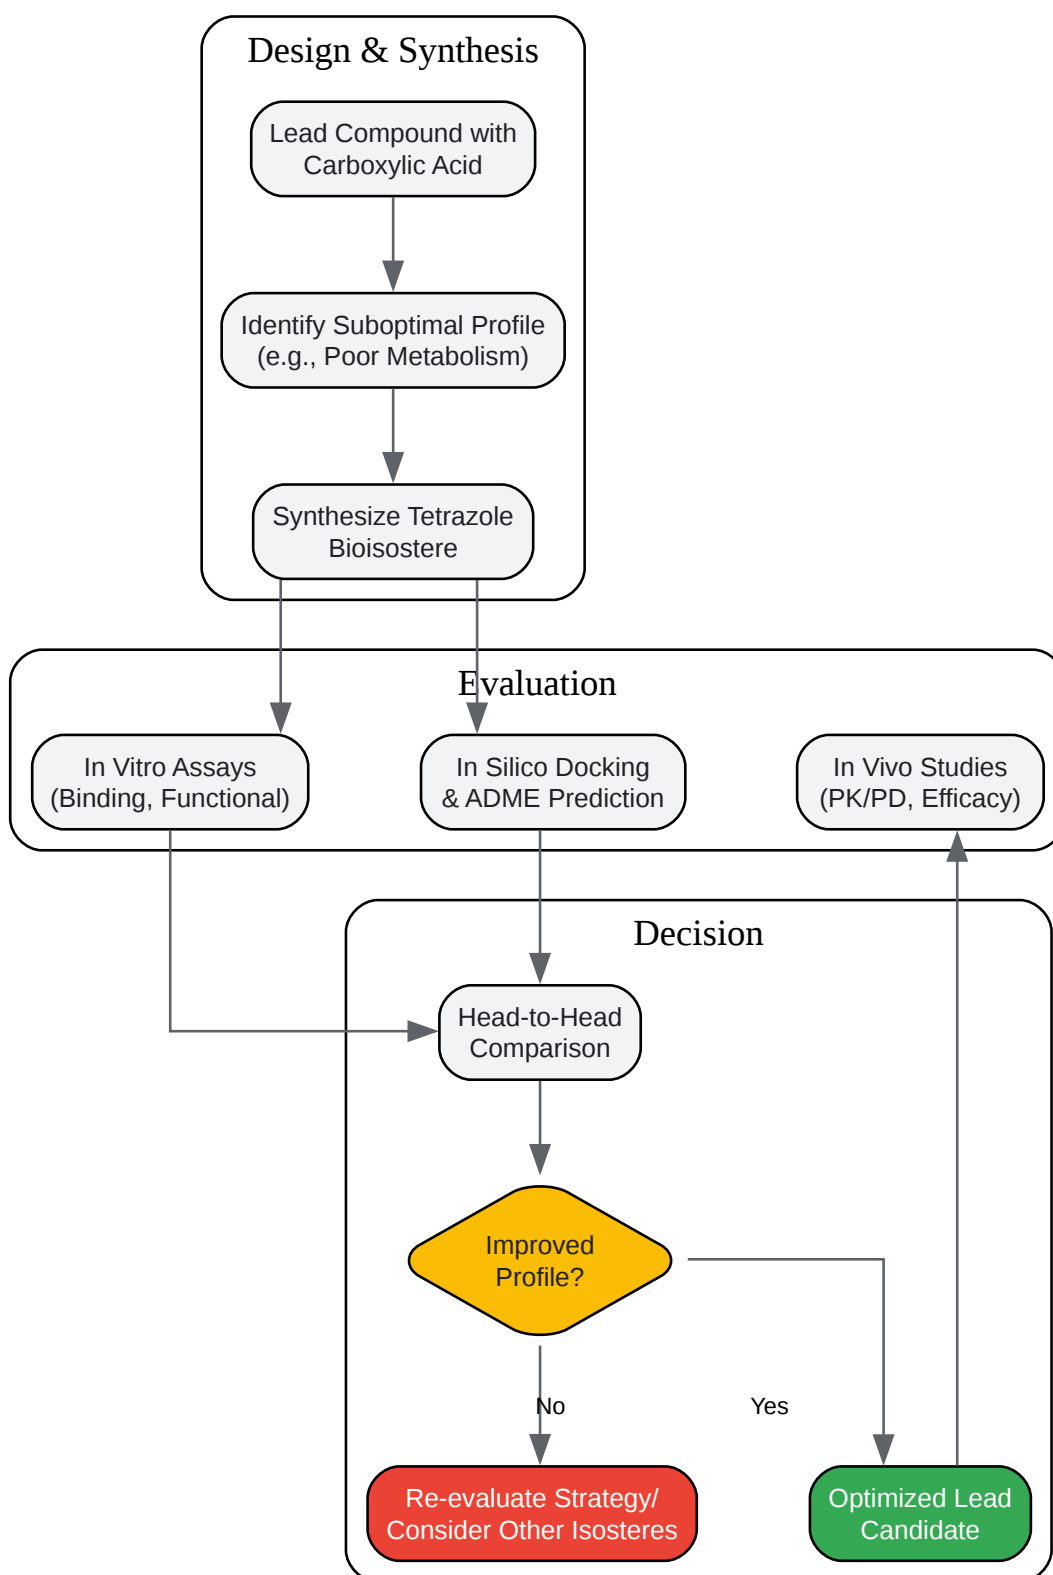 Design & Synthesis
Lead Compound with
Carboxylic Acid
Identify Suboptimal Profile
(e.g., Poor Metabolism)
Synthesize Tetrazole
Bioisostere
Evaluation
In Vitro Assays
(Binding, Functional)
In Silico Docking
& ADME Prediction
In Vivo Studies
(PK/PD, Efficacy)
Decision
Head-to-Head
Comparison
Improved
Profile?
No
Yes
Re-evaluate Strategy/
Consider Other Isosteres
Optimized Lead
Candidate